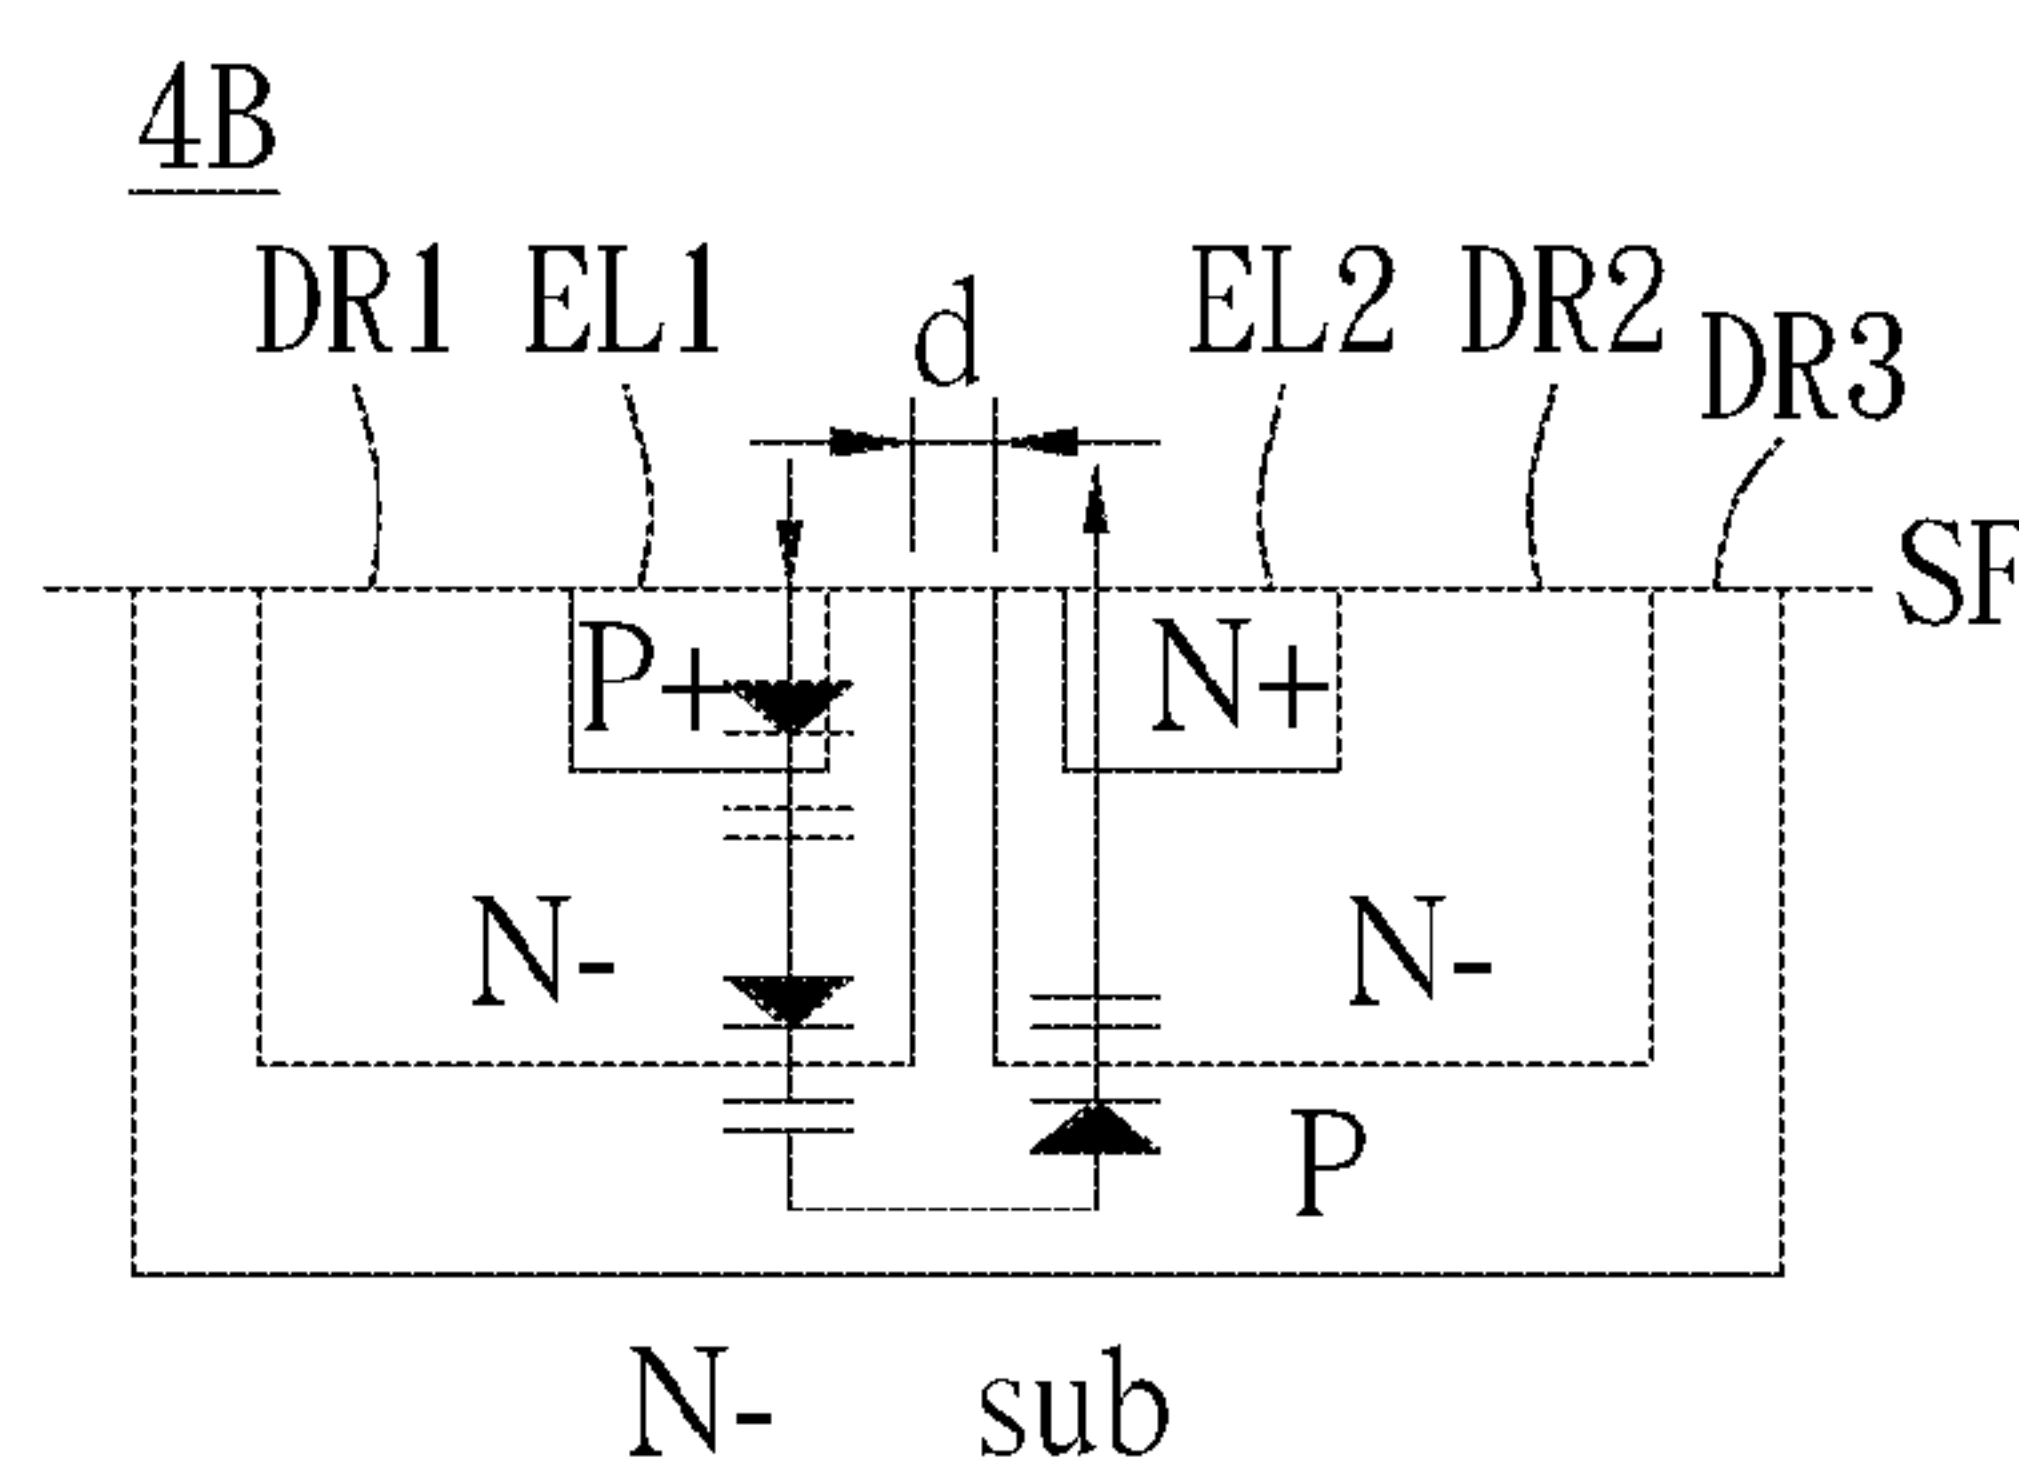 4B
DR1 EL1 d EL2 DR2 DR3
SF
P+ N+
N- N-
P
N- sub